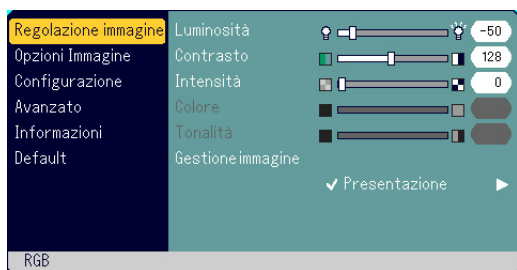 Regolazione immagine
Opzioni Immagine
Configurazione
Avanzato
Informazioni
Default
Luminosità -50
Contrasto 128
Intensità 0
Colore
Tonalità
Gestione immagine
✓ Presentazione ▶
RGB